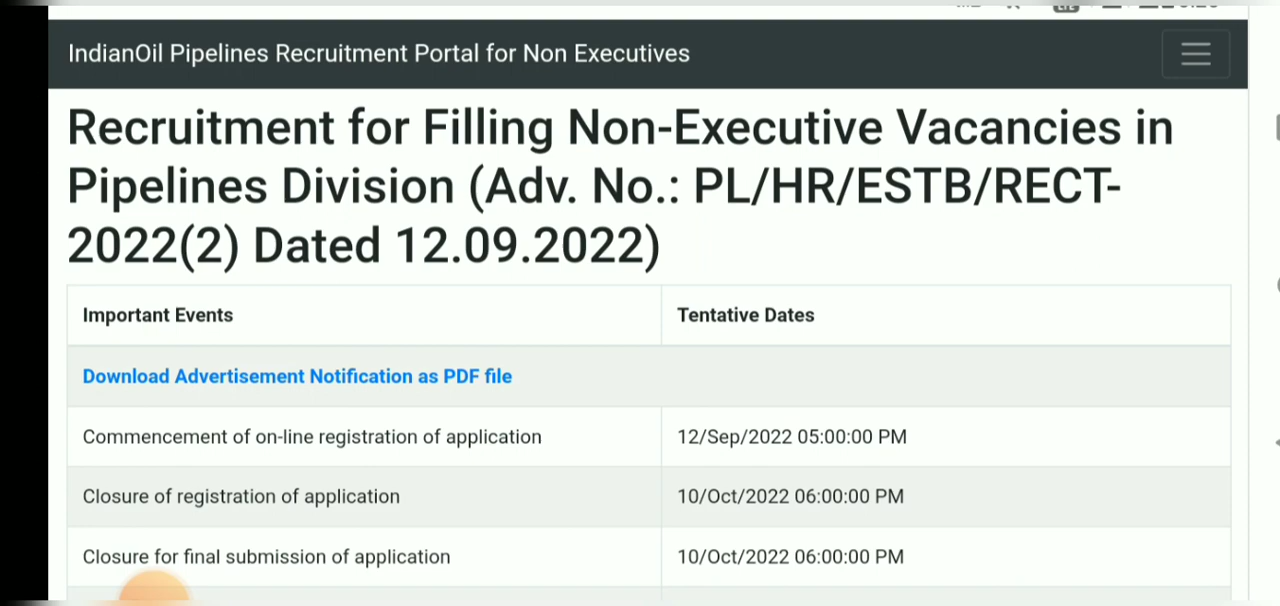 IndianOil Pipelines Recruitment Portal for Non Executives
Recruitment for Filling Non-Executive Vacancies in
Pipelines Division (Adv. No.: PL/HR/ESTB/RECT-
2022(2) Dated 12.09.2022)
Important Events Tentative Dates
Download Advertisement Notification as PDF file
Commencement of on-line registration of application 12/Sep/2022 05:00:00 PM
Closure of registration of application 10/Oct/2022 06:00:00 PM
Closure for final submission of application 10/Oct/2022 06:00:00 PM